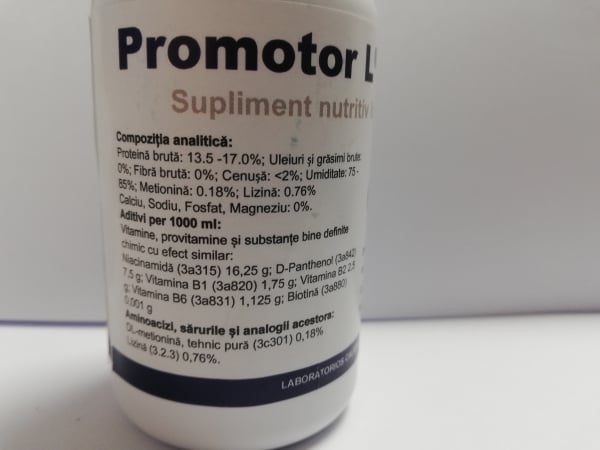 Promotor L
Supliment nutritiv
Compoziția analitică:
Proteină brută: 13.5 -17.0%; Uleiuri și grăsimi brute:
0%; Fibră brută: 0%; Cenușă: <2%; Umiditate: 75 -
85%; Metionină: 0.18%; Lizină: 0.76%
Calciu, Sodiu, Fosfat, Magneziu: 0%.
Aditivi per 1000 ml:
Vitamine, provitamine și substanțe bine definite
chimic cu efect similar:
Niacinamidă (3a315) 16,25 g; D-Panthenol (3a842)
7,5 g; Vitamina B1 (3a820) 1,75 g; Vitamina B2 2,5
g; Vitamina B6 (3a831) 1,125 g; Biotină (3a880)
0,001 g
Aminoacizi, sărurile și analogii acestora:
DL-metionină, tehnic pură (3c301) 0,18%
Lizină (3.2.3) 0,76%.
LABORATORIOS